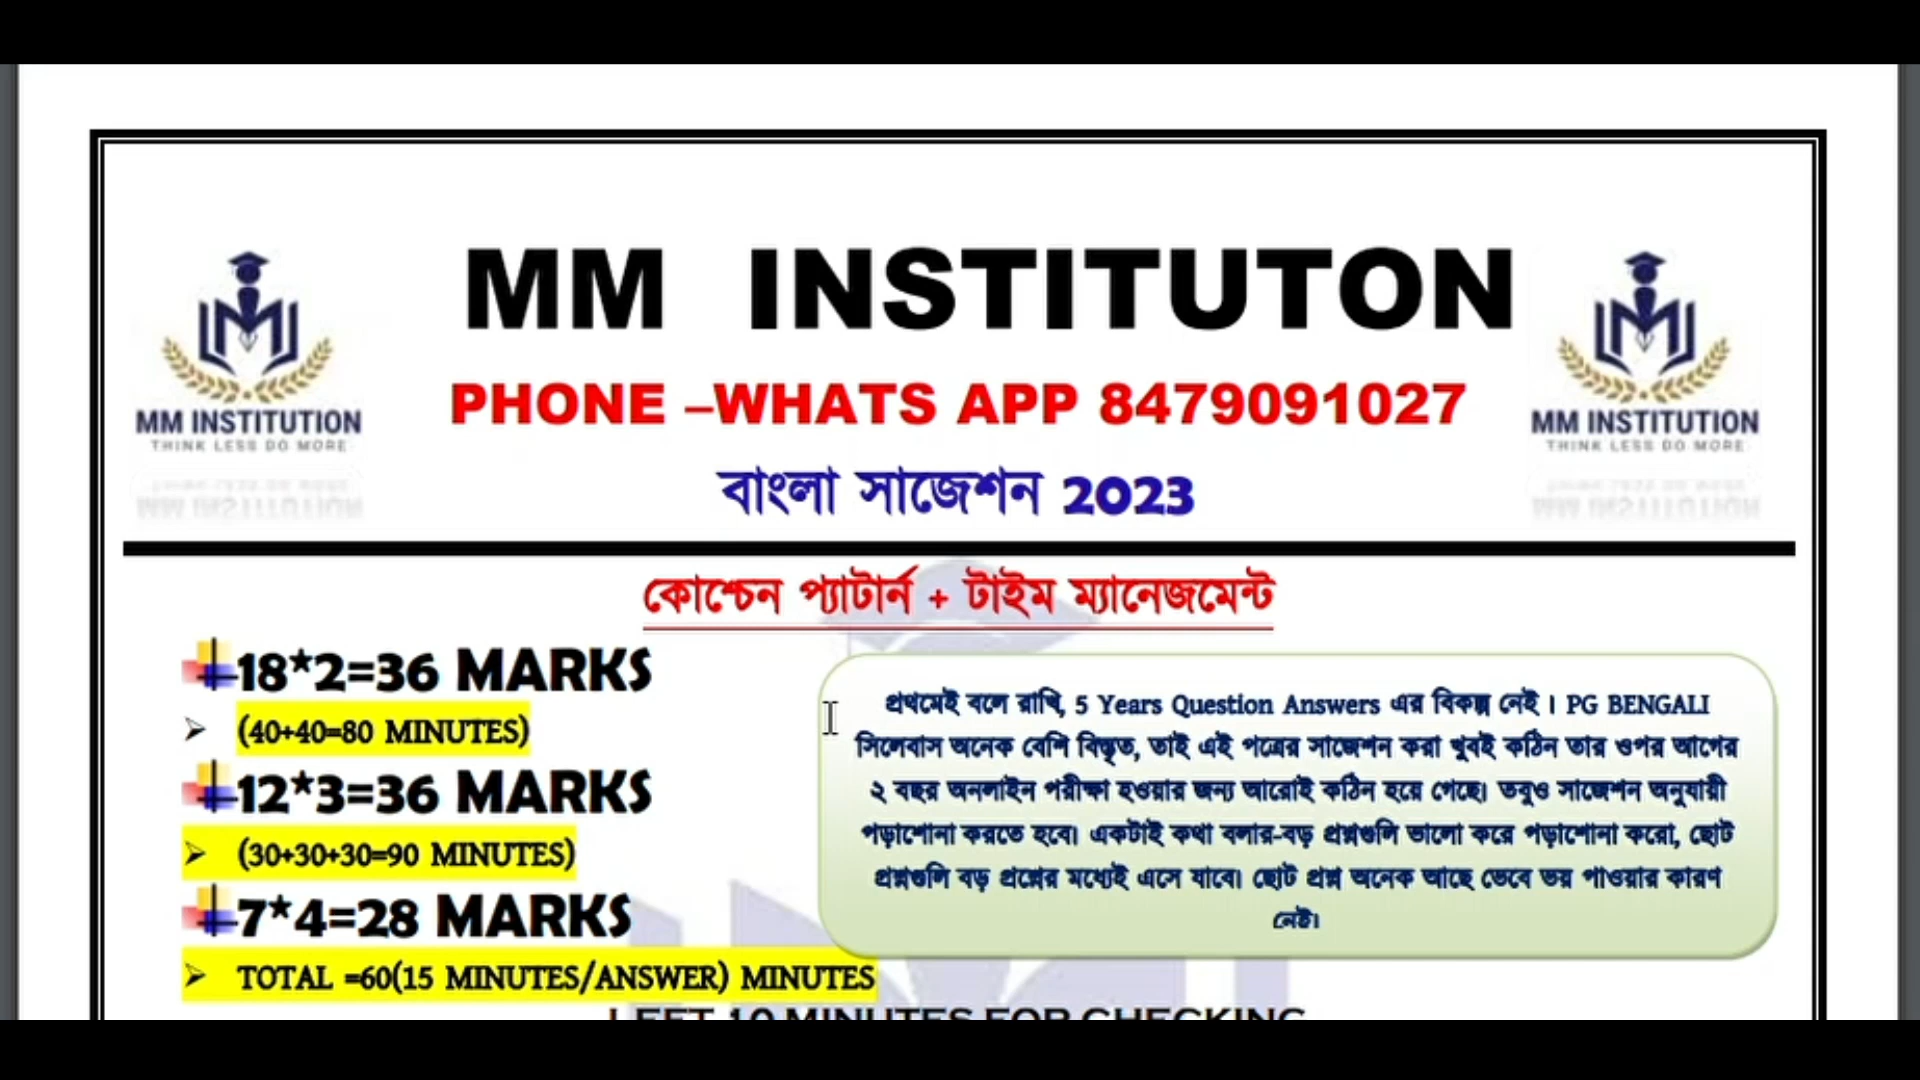 MM INSTITUTON
PHONE –WHATS APP 8479091027
বাংলা সাজেশন 2023
MM INSTITUTION
THINK LESS DO MORE
MM INSTITUTION
THINK LESS DO MORE
কোশ্চেন প্যাটার্ন + টাইম ম্যানেজমেন্ট
18*2=36 MARKS
(40+40=80 MINUTES)
12*3=36 MARKS
(30+30+30=90 MINUTES)
7*4=28 MARKS
TOTAL =60(15 MINUTES/ANSWER) MINUTES
প্রথমেই বলে রাখি, 5 Years Question Answers এর বিকল্প নেই । PG BENGALI
সিলেবাস অনেক বেশি বিস্তৃত, তাই এই পত্রের সাজেশন করা খুবই কঠিন তার ওপর আগের
২ বছর অনলাইন পরীক্ষা হওয়ার জন্য আরোই কঠিন হয়ে গেছে। তবুও সাজেশন অনুযায়ী
পড়াশোনা করতে হবে। একটাই কথা বলার-বড় প্রশ্নগুলি ভালো করে পড়াশোনা করো, ছোট
প্রশ্নগুলি বড় প্রশ্নের মধ্যেই এসে যাবে। ছোট প্রশ্ন অনেক আছে ভেবে ভয় পাওয়ার কারণ
নেই।
LEFT 10 MINUTES FOR CHECKING